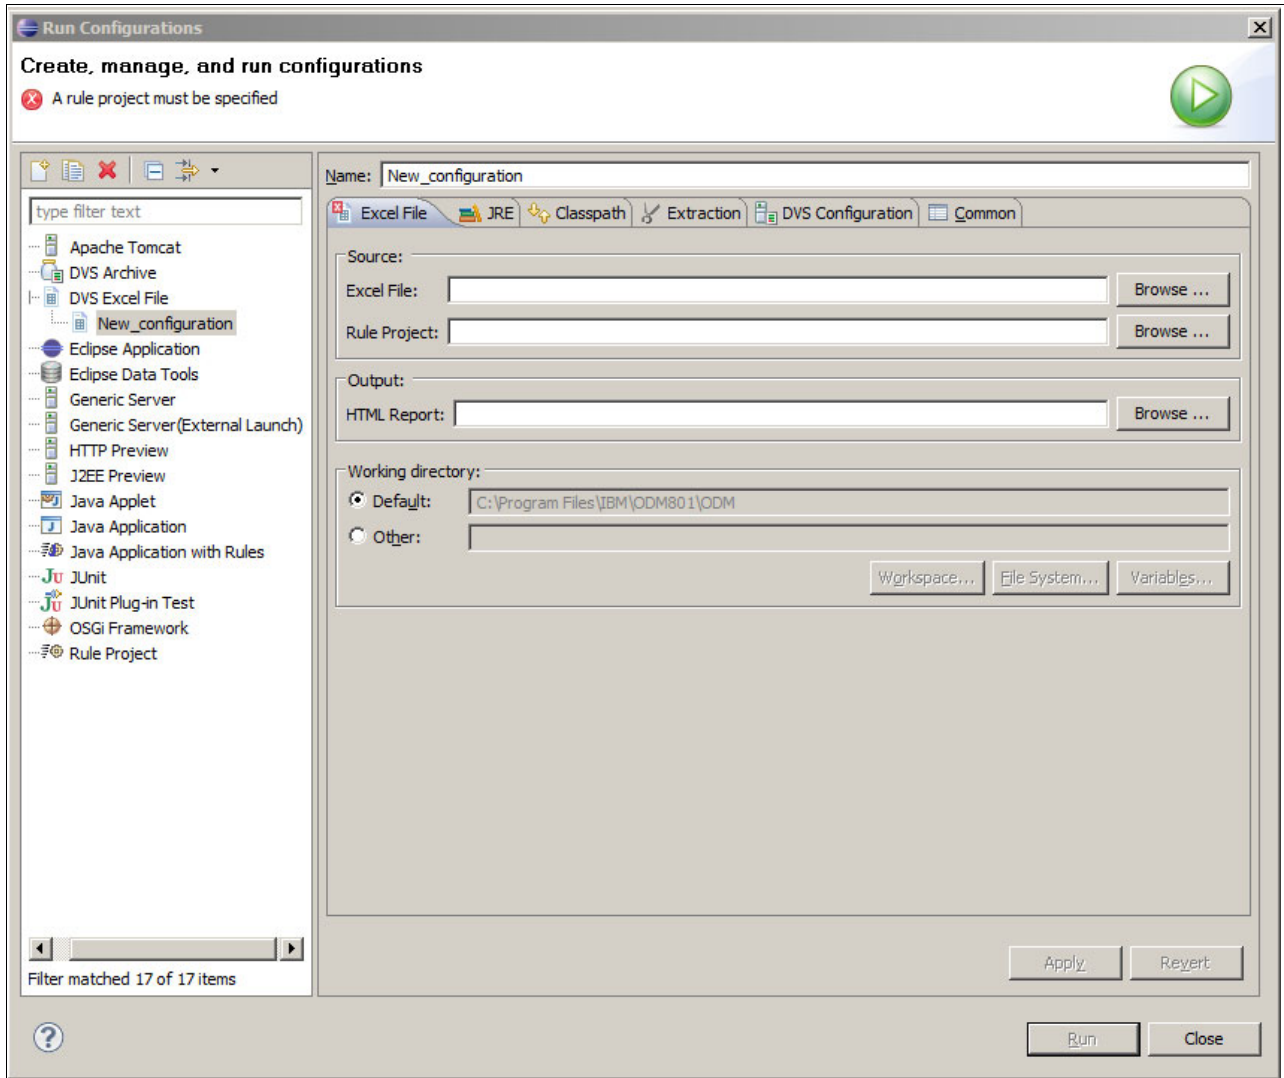 Run Configurations
Create, manage, and run configurations
A rule project must be specified
type filter text
Apache Tomcat
DVS Archive
DVS Excel File
New_configuration
Eclipse Application
Eclipse Data Tools
Generic Server
Generic Server(External Launch)
HTTP Preview
J2EE Preview
Java Applet
Java Application
Java Application with Rules
JUnit
JUnit Plug-in Test
OSGi Framework
Rule Project
Filter matched 17 of 17 items
Name: New_configuration
Excel File JRE Classpath Extraction DVS Configuration Common
Source:
Excel File: Browse ...
Rule Project: Browse ...
Output:
HTML Report: Browse ...
Working directory:
Default: C:\Program Files\IBM\ODM801\ODM
Other:
Workspace... File System... Variables...
Apply Revert
Run Close